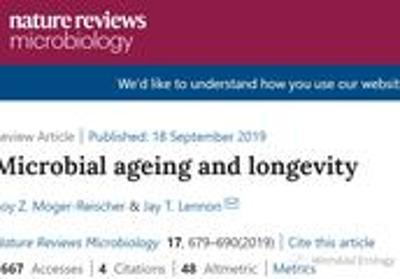 nature reviews
microbiology
We'd like to understand how you use our websit
eview Article | Published: 18 September 2019
Microbial ageing and longevity
oy Z. Moger-Reischer & Jay T. Lennon
Nature Reviews Microbiology 17, 679–690(2019) | Cite this article
667 Accesses | 4 Citations | 48 Altmetric | Metrics
Microbial Ecology